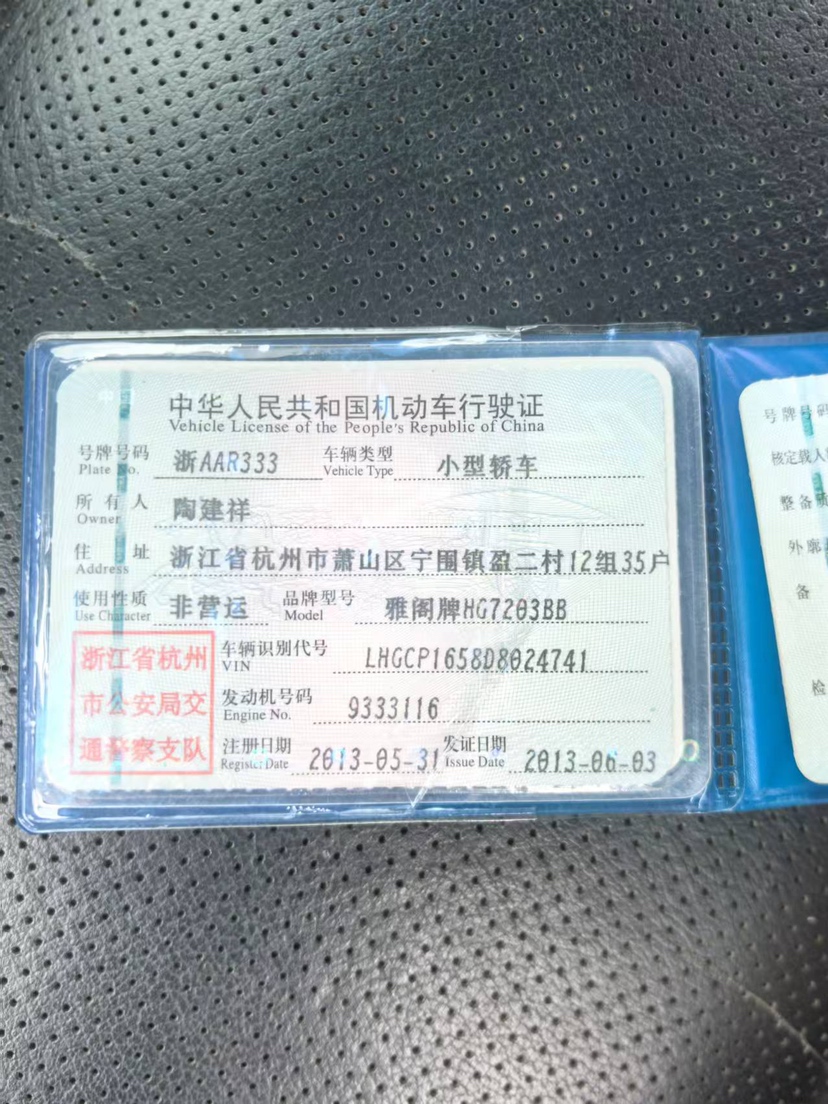 中华人民共和国机动车行驶证
Vehicle License of the People's Republic of China
号牌号码 浙AAR333 车辆类型 小型轿车
Plate No. Vehicle Type
所有人 陶建祥
Owner
住址 浙江省杭州市萧山区宁围镇盈二村12组35户
Address
使用性质 非营运 品牌型号 雅阁牌HG7203BB
Use Character Model
浙江省杭州
市公安局交
通警察支队
车辆识别代号 LHGCP1658D8024741
VIN
发动机号码 9333116
Engine No.
注册日期 2013-05-31 发证日期 2013-06-03
Register Date Issue Date
号牌号码
核定载人
整备质
外廓
备
检